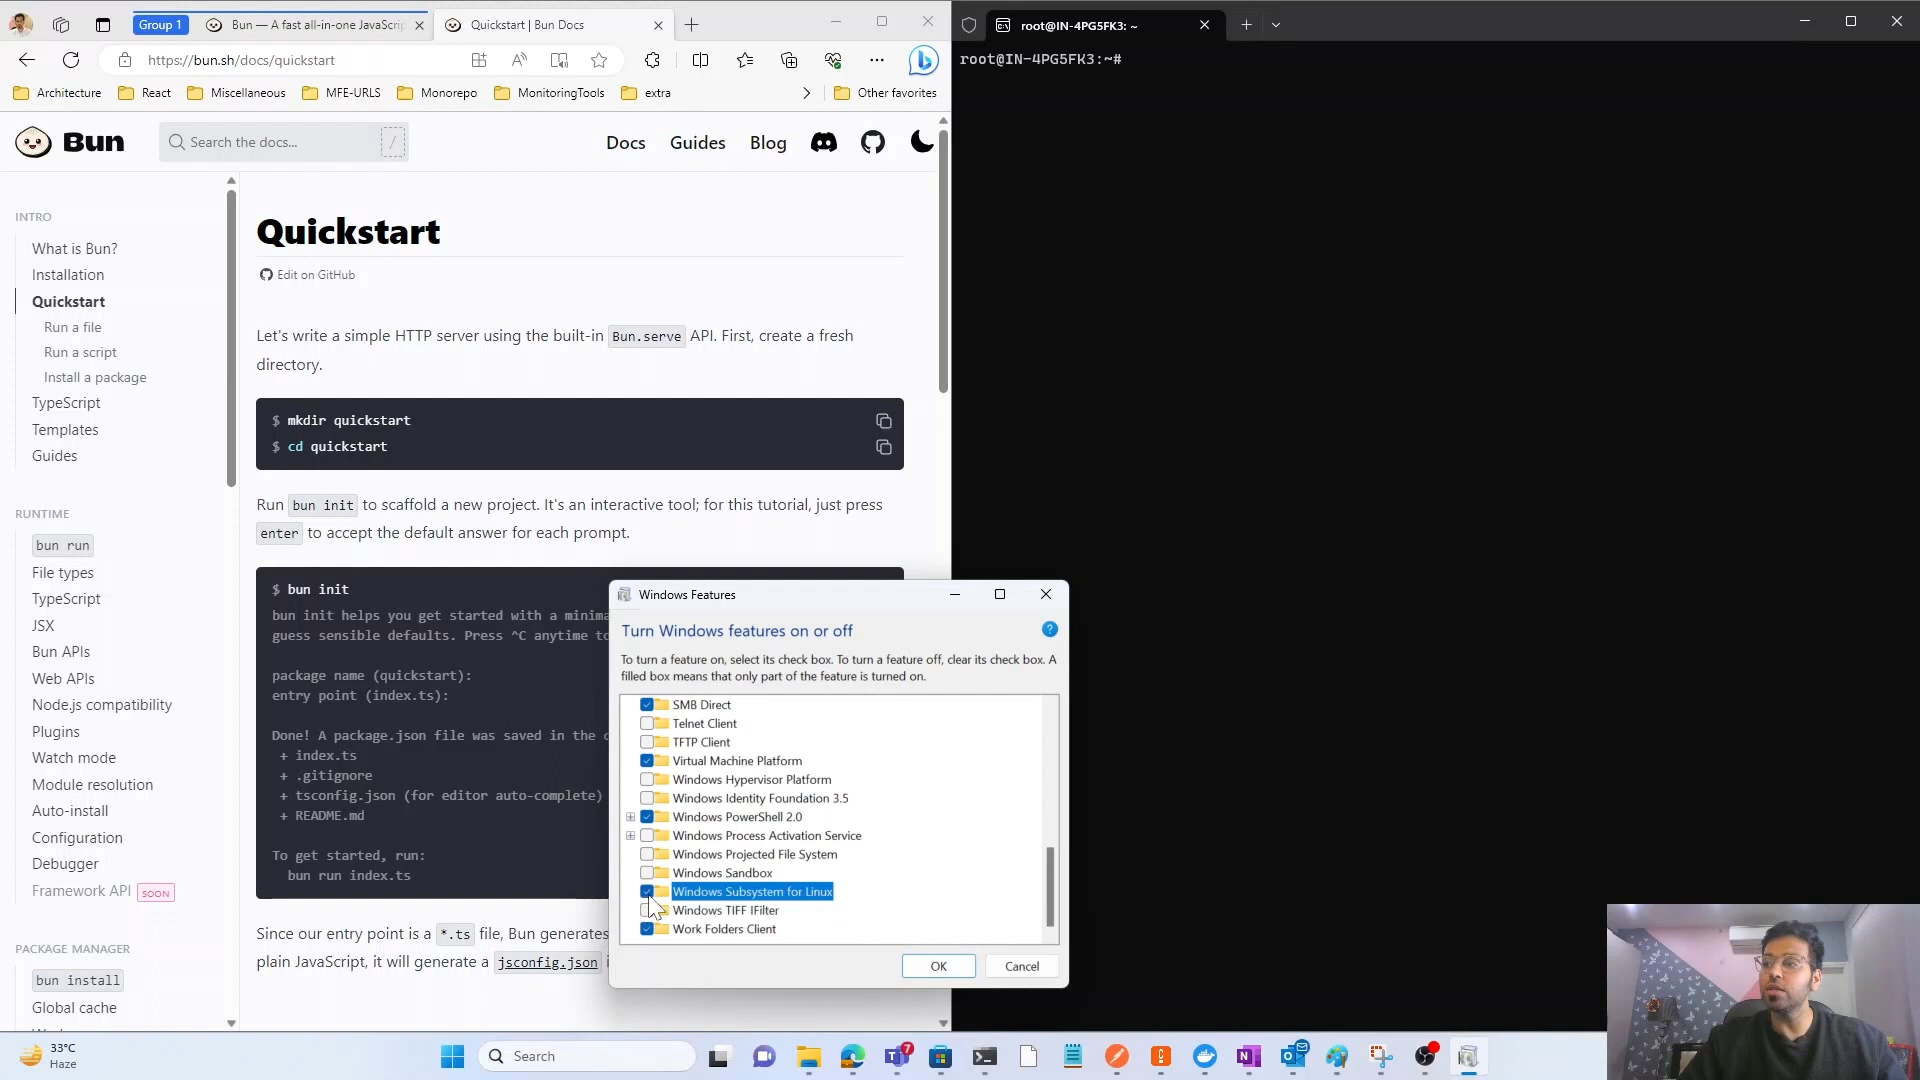 Group 1
Bun — A fast all-in-one JavaScrip
Quickstart | Bun Docs
https://bun.sh/docs/quickstart
Architecture
React
Miscellaneous
MFE-URLS
Monorepo
MonitoringTools
extra
Other favorites
Bun
Search the docs...
/
Docs
Guides
Blog
INTRO
What is Bun?
Installation
Quickstart
Run a file
Run a script
Install a package
TypeScript
Templates
Guides
RUNTIME
bun run
File types
TypeScript
JSX
Bun APIs
Web APIs
Node.js compatibility
Plugins
Watch mode
Module resolution
Auto-install
Configuration
Debugger
Framework API SOON
PACKAGE MANAGER
bun install
Global cache
Quickstart
Edit on GitHub
Let's write a simple HTTP server using the built-in Bun.serve API. First, create a fresh
directory.
$ mkdir quickstart
$ cd quickstart
Run bun init to scaffold a new project. It's an interactive tool; for this tutorial, just press
enter to accept the default answer for each prompt.
$ bun init
bun init helps you get started with a minima
guess sensible defaults. Press ^C anytime to
package name (quickstart):
entry point (index.ts):
Done! A package.json file was saved in the c
+ index.ts
+ .gitignore
+ tsconfig.json (for editor auto-complete)
+ README.md
To get started, run:
bun run index.ts
Since our entry point is a *.ts file, Bun generates
plain JavaScript, it will generate a jsconfig.json i
root@IN-4PG5FK3: ~
root@IN-4PG5FK3:~#
Windows Features
Turn Windows features on or off
To turn a feature on, select its check box. To turn a feature off, clear its check box. A
filled box means that only part of the feature is turned on.
SMB Direct
Telnet Client
TFTP Client
Virtual Machine Platform
Windows Hypervisor Platform
Windows Identity Foundation 3.5
Windows PowerShell 2.0
Windows Process Activation Service
Windows Projected File System
Windows Sandbox
Windows Subsystem for Linux
Windows TIFF IFilter
Work Folders Client
OK
Cancel
33°C
Haze
Search
7